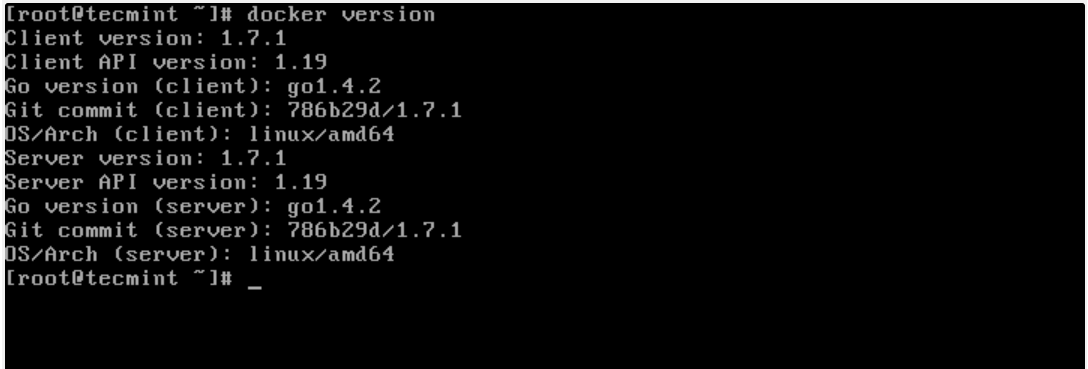 [root@tecmint ~]# docker version
Client version: 1.7.1
Client API version: 1.19
Go version (client): go1.4.2
Git commit (client): 786b29d/1.7.1
OS/Arch (client): linux/amd64
Server version: 1.7.1
Server API version: 1.19
Go version (server): go1.4.2
Git commit (server): 786b29d/1.7.1
OS/Arch (server): linux/amd64
[root@tecmint ~]# _